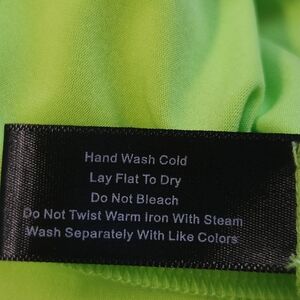 Hand Wash Cold
Lay Flat To Dry
Do Not Bleach
Do Not Twist Warm Iron With Steam
Wash Separately With Like Colors